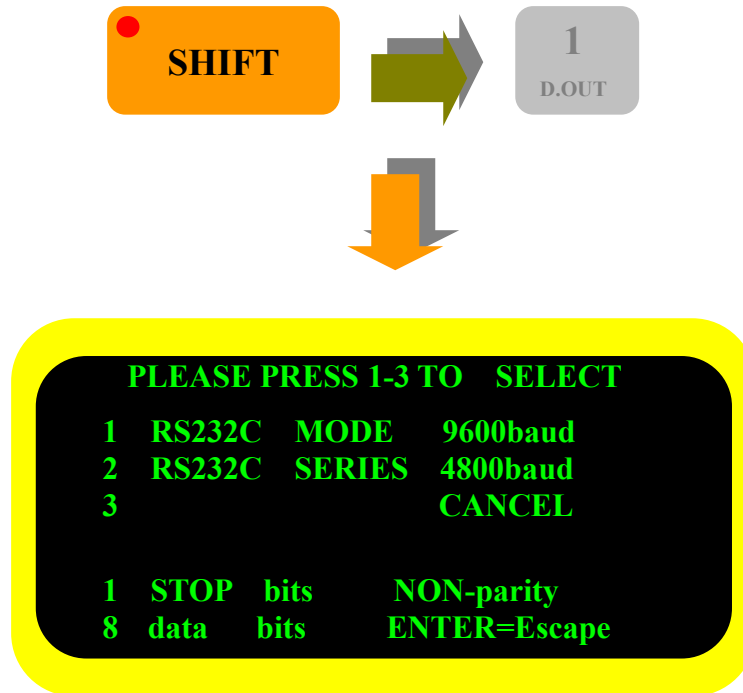 SHIFT
1
D.OUT
PLEASE PRESS 1-3 TO SELECT
1 RS232C MODE 9600baud
2 RS232C SERIES 4800baud
3 CANCEL
1 STOP bits NON-parity
8 data bits ENTER=Escape